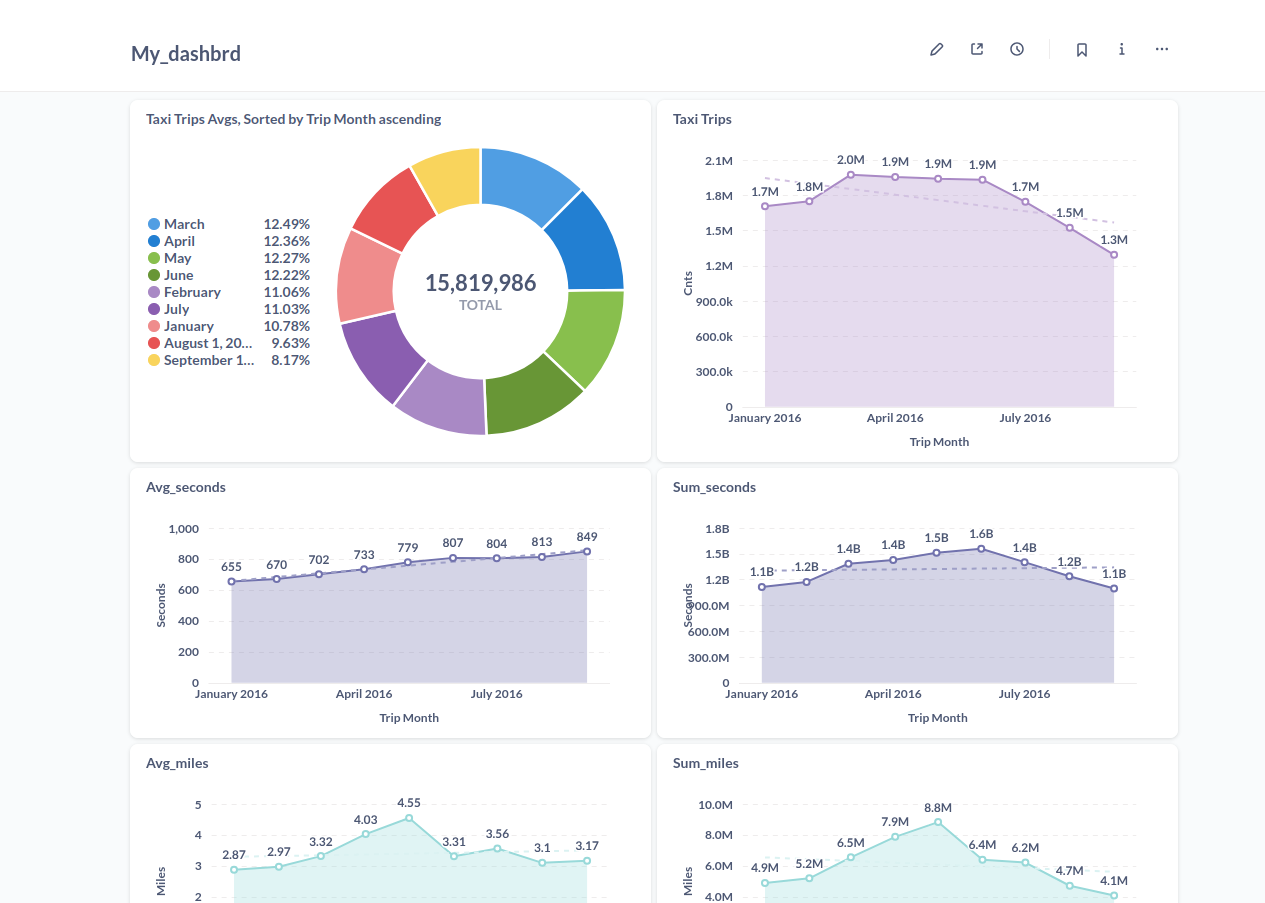 My_dashbrd
Taxi Trips Avgs, Sorted by Trip Month ascending
March 12.49%
April 12.36%
May 12.27%
June 12.22%
February 11.06%
July 11.03%
January 10.78%
August 1, 20... 9.63%
September 1... 8.17%
15,819,986
TOTAL
Taxi Trips
Cnts
2.1M
1.8M
1.5M
1.2M
900.0k
600.0k
300.0k
0
1.7M 1.8M 2.0M 1.9M 1.9M 1.9M 1.7M 1.5M 1.3M
January 2016 April 2016 July 2016
Trip Month
Avg_seconds
Seconds
1,000
800
600
400
200
0
655 670 702 733 779 807 804 813 849
January 2016 April 2016 July 2016
Trip Month
Sum_seconds
Seconds
1.8B
1.5B
1.2B
900.0M
600.0M
300.0M
0
1.1B 1.2B 1.4B 1.4B 1.5B 1.6B 1.4B 1.2B 1.1B
January 2016 April 2016 July 2016
Trip Month
Avg_miles
Miles
5
4
3
2
2.87 2.97 3.32 4.03 4.55 3.31 3.56 3.1 3.17
Sum_miles
Miles
10.0M
8.0M
6.0M
4.0M
4.9M 5.2M 6.5M 7.9M 8.8M 6.4M 6.2M 4.7M 4.1M